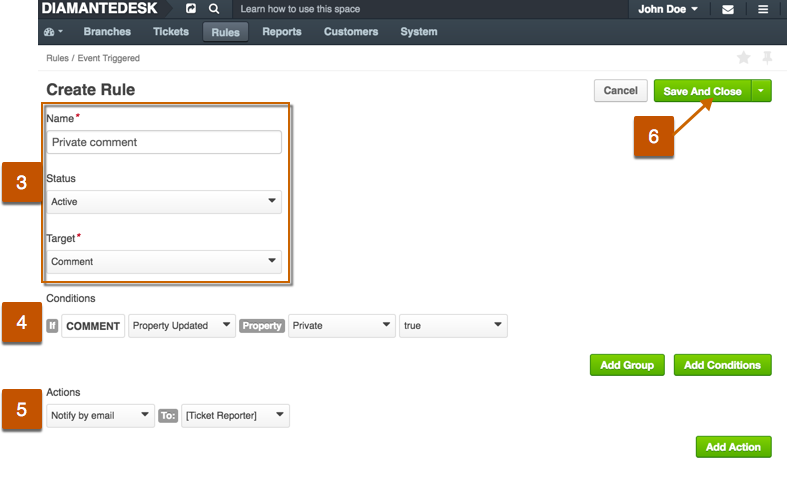 DIAMANTEDESK Learn how to use this space John Doe
Branches Tickets Rules Reports Customers System
Rules / Event Triggered
Create Rule Cancel Save And Close
6
Name*
Private comment
3
Status
Active
Target*
Comment
Conditions
4 If COMMENT Property Updated Property Private true
Add Group Add Conditions
Actions
5 Notify by email To: [Ticket Reporter]
Add Action